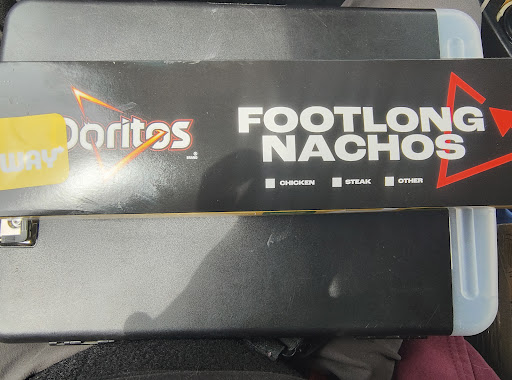 WAY
Doritos
FOOTLONG
NACHOS
CHICKEN STEAK OTHER